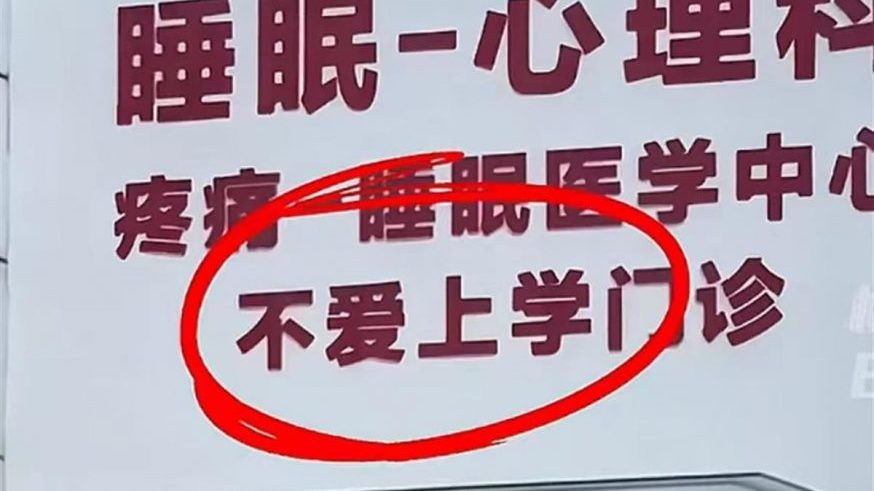 睡眠-心理科
疼痛-睡眠医学中心
不爱上学门诊